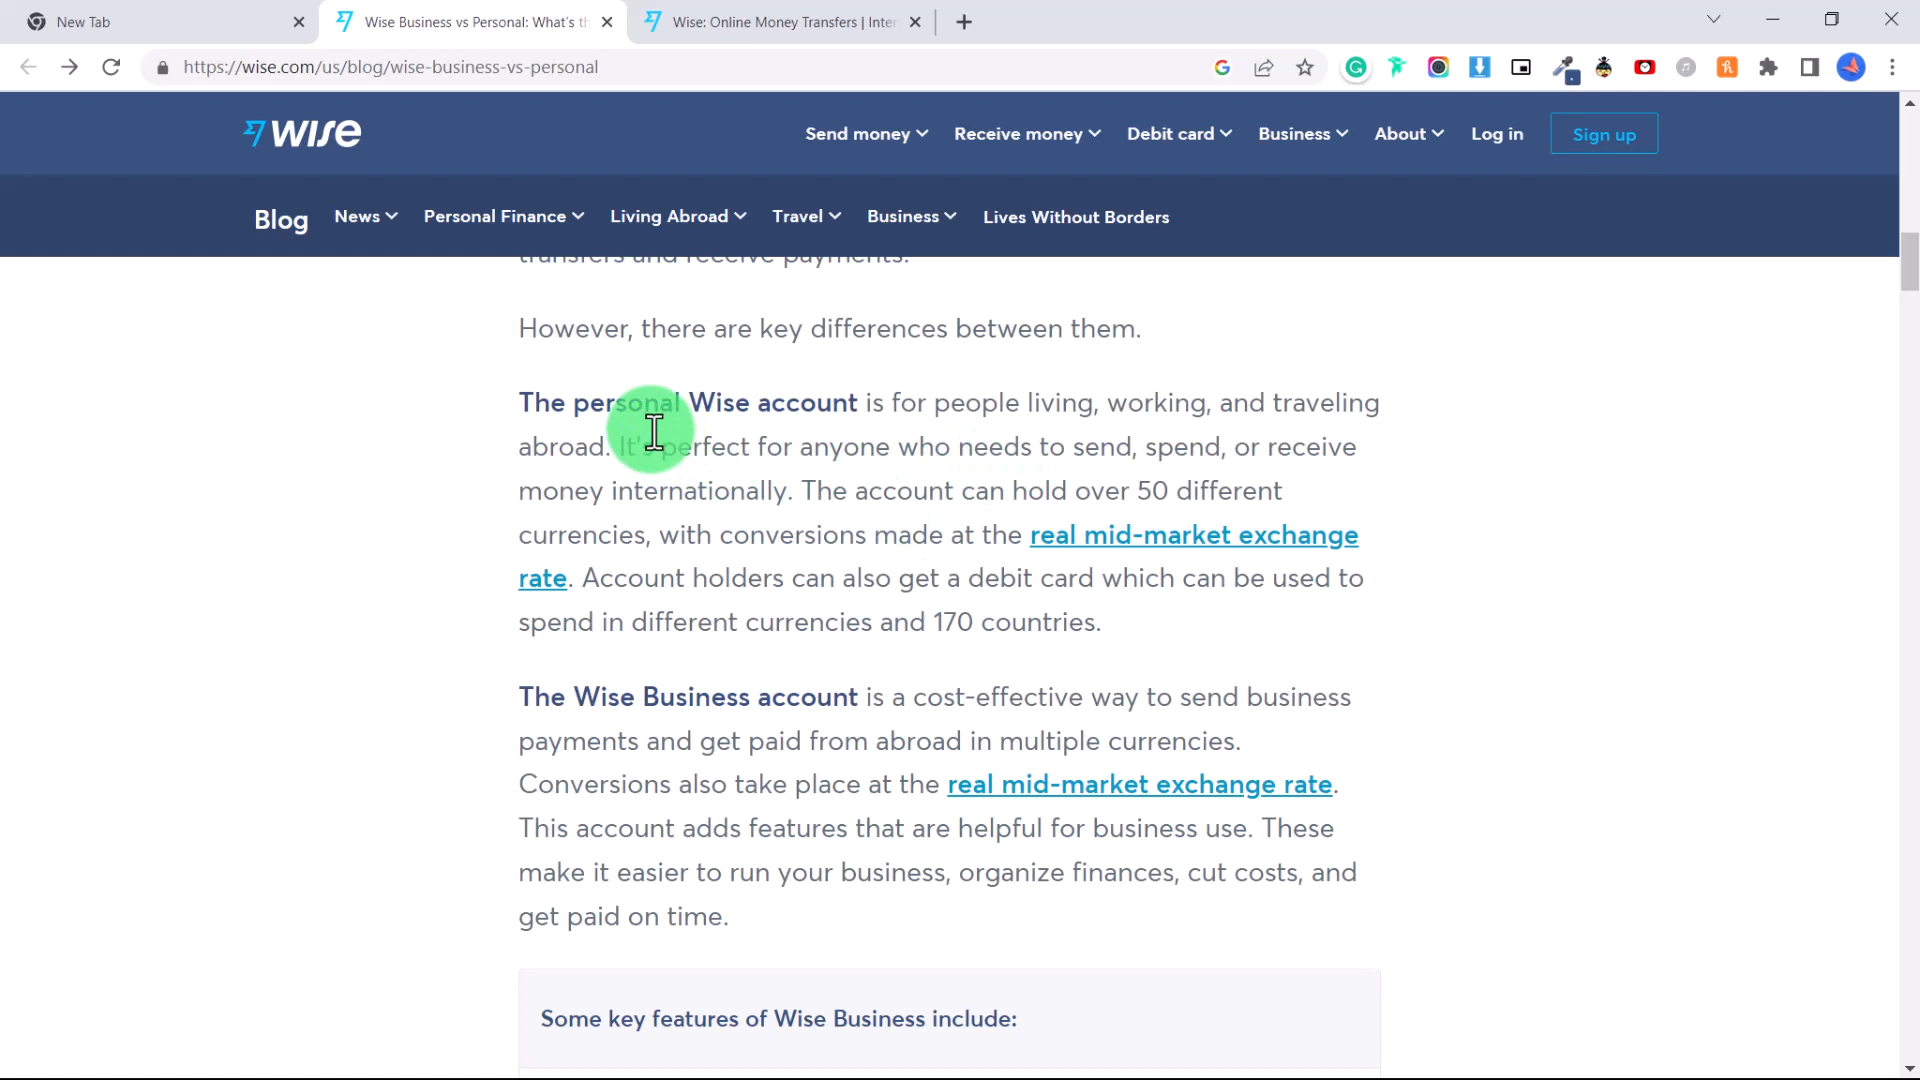 New Tab
Wise Business vs Personal: What's th
Wise: Online Money Transfers | Inter
https://wise.com/us/blog/wise-business-vs-personal
wise
Send money
Receive money
Debit card
Business
About
Log in
Sign up
Blog
News
Personal Finance
Living Abroad
Travel
Business
Lives Without Borders
transfers and receive payments.
However, there are key differences between them.
The personal Wise account is for people living, working, and traveling
abroad. It's perfect for anyone who needs to send, spend, or receive
money internationally. The account can hold over 50 different
currencies, with conversions made at the real mid-market exchange
rate. Account holders can also get a debit card which can be used to
spend in different currencies and 170 countries.
The Wise Business account is a cost-effective way to send business
payments and get paid from abroad in multiple currencies.
Conversions also take place at the real mid-market exchange rate.
This account adds features that are helpful for business use. These
make it easier to run your business, organize finances, cut costs, and
get paid on time.
Some key features of Wise Business include: